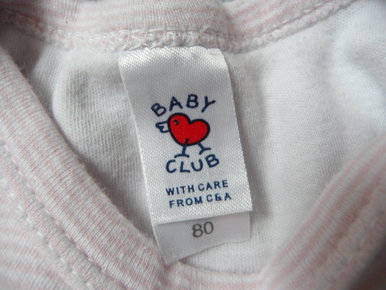 BABY
CLUB
WITH CARE
FROM C&A
80